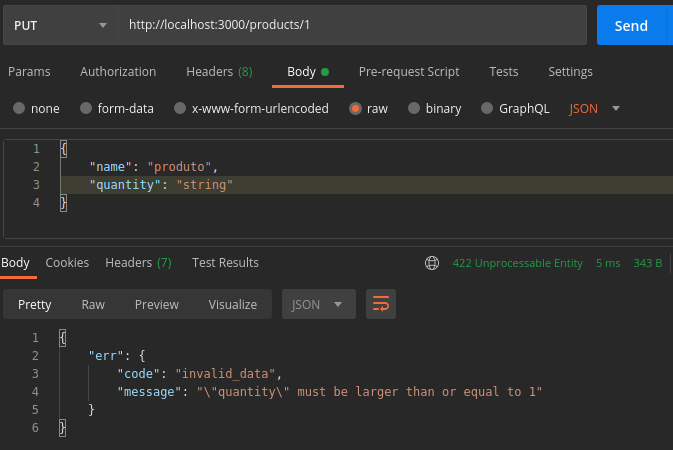 PUT http://localhost:3000/products/1 Send
Params Authorization Headers (8) Body Pre-request Script Tests Settings
none form-data x-www-form-urlencoded raw binary GraphQL JSON
1 {
2 "name": "produto",
3 "quantity": "string"
4 }
Body Cookies Headers (7) Test Results 422 Unprocessable Entity 5 ms 343 B
Pretty Raw Preview Visualize JSON
1 {
2 "err": {
3 "code": "invalid_data",
4 "message": "\"quantity\" must be larger than or equal to 1"
5 }
6 }